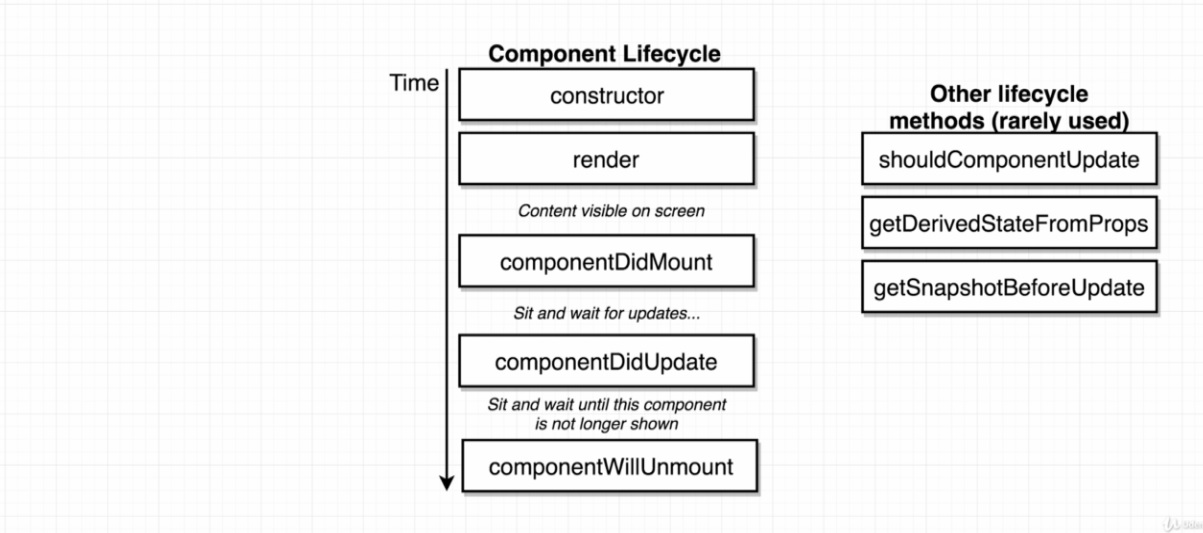 Component Lifecycle
Time
constructor
render
Content visible on screen
componentDidMount
Sit and wait for updates...
componentDidUpdate
Sit and wait until this component
is not longer shown
componentWillUnmount
Other lifecycle
methods (rarely used)
shouldComponentUpdate
getDerivedStateFromProps
getSnapshotBeforeUpdate